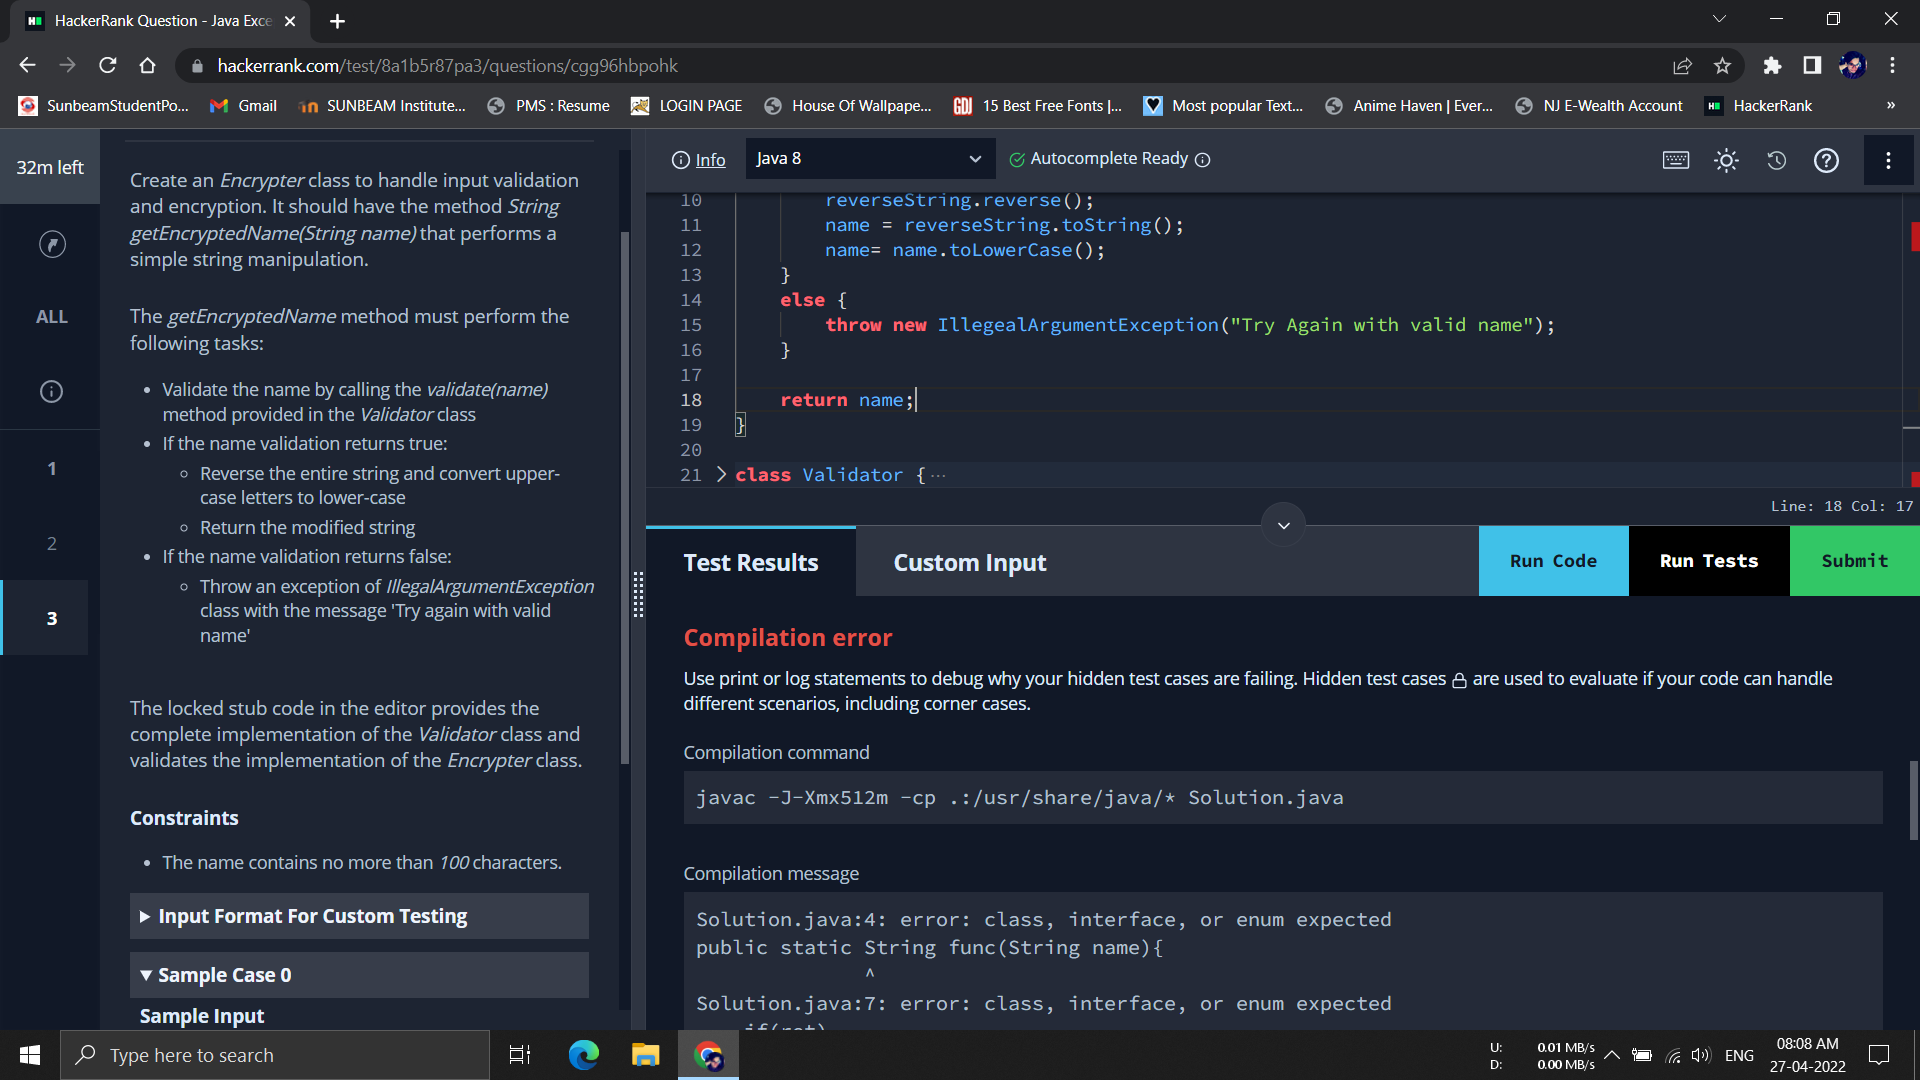 HackerRank Question - Java Exce
hackerrank.com/test/8a1b5r87pa3/questions/cgg96hbpohk
SunbeamStudentPo...
Gmail
SUNBEAM Institute...
PMS : Resume
LOGIN PAGE
House Of Wallpape...
15 Best Free Fonts |...
Most popular Text...
Anime Haven | Ever...
NJ E-Wealth Account
HackerRank
»
32m left
ALL
1
2
3
Create an Encrypter class to handle input validation
and encryption. It should have the method String
getEncryptedName(String name) that performs a
simple string manipulation.
The getEncryptedName method must perform the
following tasks:
• Validate the name by calling the validate(name)
method provided in the Validator class
• If the name validation returns true:
◦ Reverse the entire string and convert upper-
case letters to lower-case
◦ Return the modified string
• If the name validation returns false:
◦ Throw an exception of IllegalArgumentException
class with the message 'Try again with valid
name'
The locked stub code in the editor provides the
complete implementation of the Validator class and
validates the implementation of the Encrypter class.
Constraints
• The name contains no more than 100 characters.
Input Format For Custom Testing
Sample Case 0
Sample Input
Info
Java 8
Autocomplete Ready
10 reverseString.reverse();
11 name = reverseString.toString();
12 name= name.toLowerCase();
13 }
14 else {
15 throw new IllegealArgumentException("Try Again with valid name");
16 }
17
18 return name;
19 }
20
21 class Validator {···
Line: 18 Col: 17
Test Results
Custom Input
Run Code
Run Tests
Submit
Compilation error
Use print or log statements to debug why your hidden test cases are failing. Hidden test cases are used to evaluate if your code can handle
different scenarios, including corner cases.
Compilation command
javac -J-Xmx512m -cp .:/usr/share/java/* Solution.java
Compilation message
Solution.java:4: error: class, interface, or enum expected
public static String func(String name){
^
Solution.java:7: error: class, interface, or enum expected
if(ret)
Type here to search
U: 0.01 MB/s
D: 0.00 MB/s
ENG
08:08 AM
27-04-2022